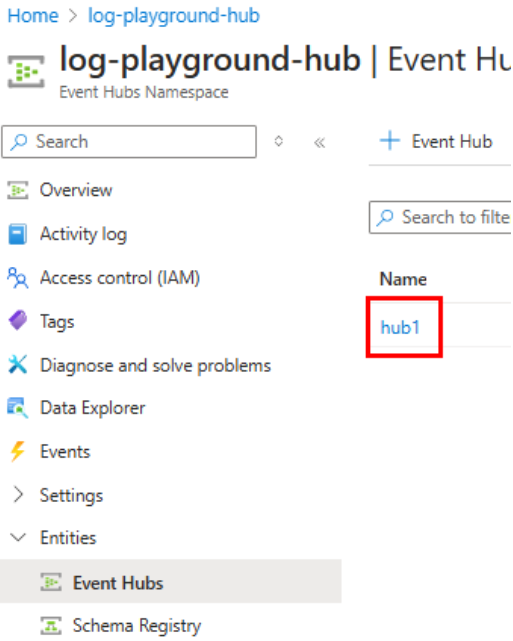 Home > log-playground-hub
log-playground-hub | Event Hu
Event Hubs Namespace
Search
+ Event Hub
Overview
Search to filte
Activity log
Access control (IAM)
Name
Tags
hub1
Diagnose and solve problems
Data Explorer
Events
Settings
Entities
Event Hubs
Schema Registry